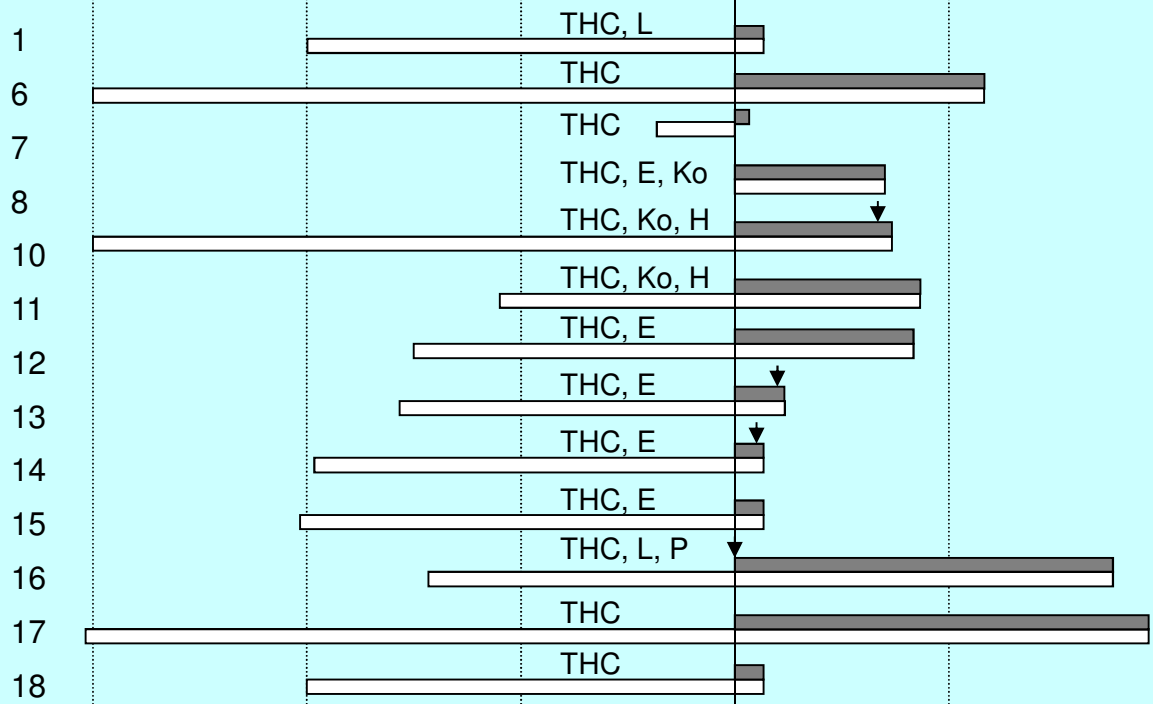 1 THC, L
6 THC
7 THC
8 THC, E, Ko
10 THC, Ko, H
11 THC, Ko, H
12 THC, E
13 THC, E
14 THC, E
15 THC, E
16 THC, L, P
17 THC
18 THC